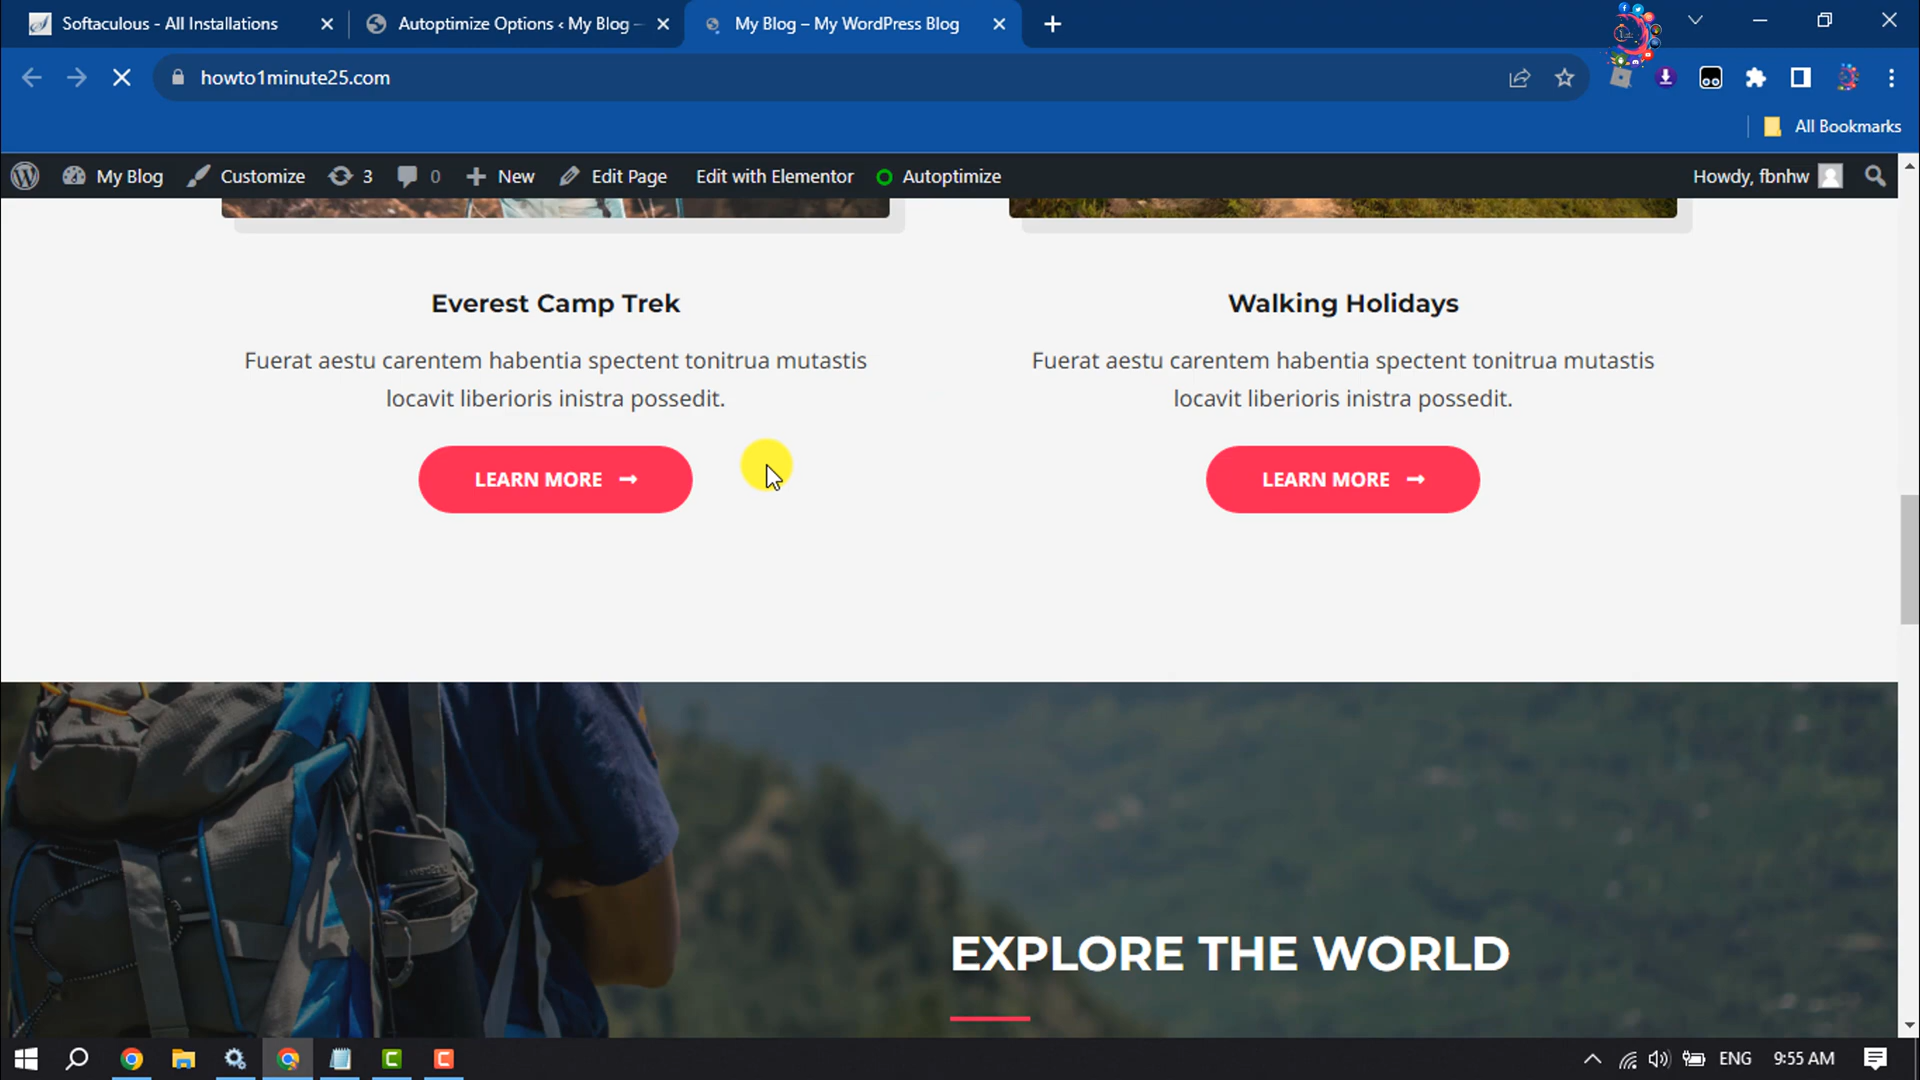 Softaculous - All Installations
Autoptimize Options ‹ My Blog –
My Blog – My WordPress Blog
howto1minute25.com
All Bookmarks
My Blog
Customize
3
0
New
Edit Page
Edit with Elementor
Autoptimize
Howdy, fbnhw
Everest Camp Trek
Fuerat aestu carentem habentia spectent tonitrua mutastis
locavit liberioris inistra possedit.
LEARN MORE
Walking Holidays
Fuerat aestu carentem habentia spectent tonitrua mutastis
locavit liberioris inistra possedit.
LEARN MORE
EXPLORE THE WORLD
ENG
9:55 AM